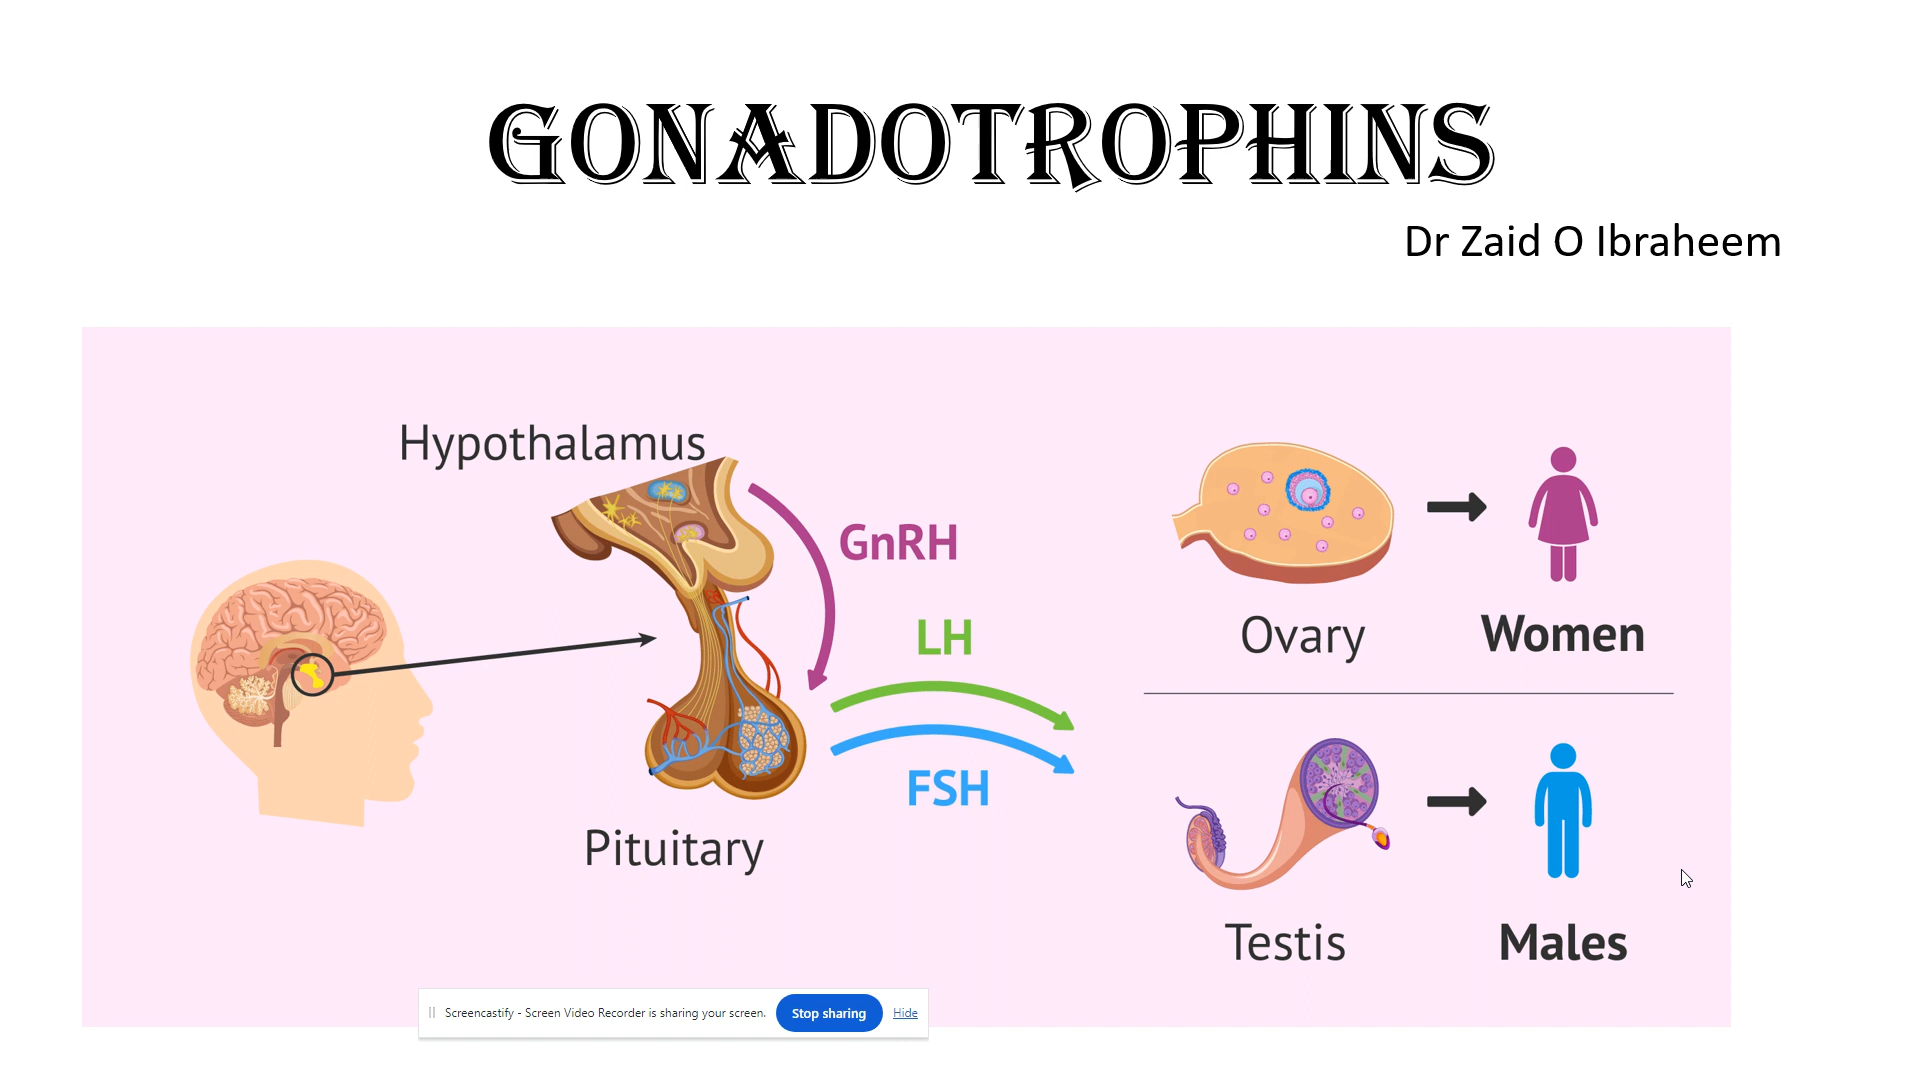 GONADOTROPHINS
Dr Zaid O Ibraheem
Hypothalamus
GnRH
LH
FSH
Pituitary
Ovary
Women
Testis
Males
Screencastify - Screen Video Recorder is sharing your screen.
Stop sharing
Hide